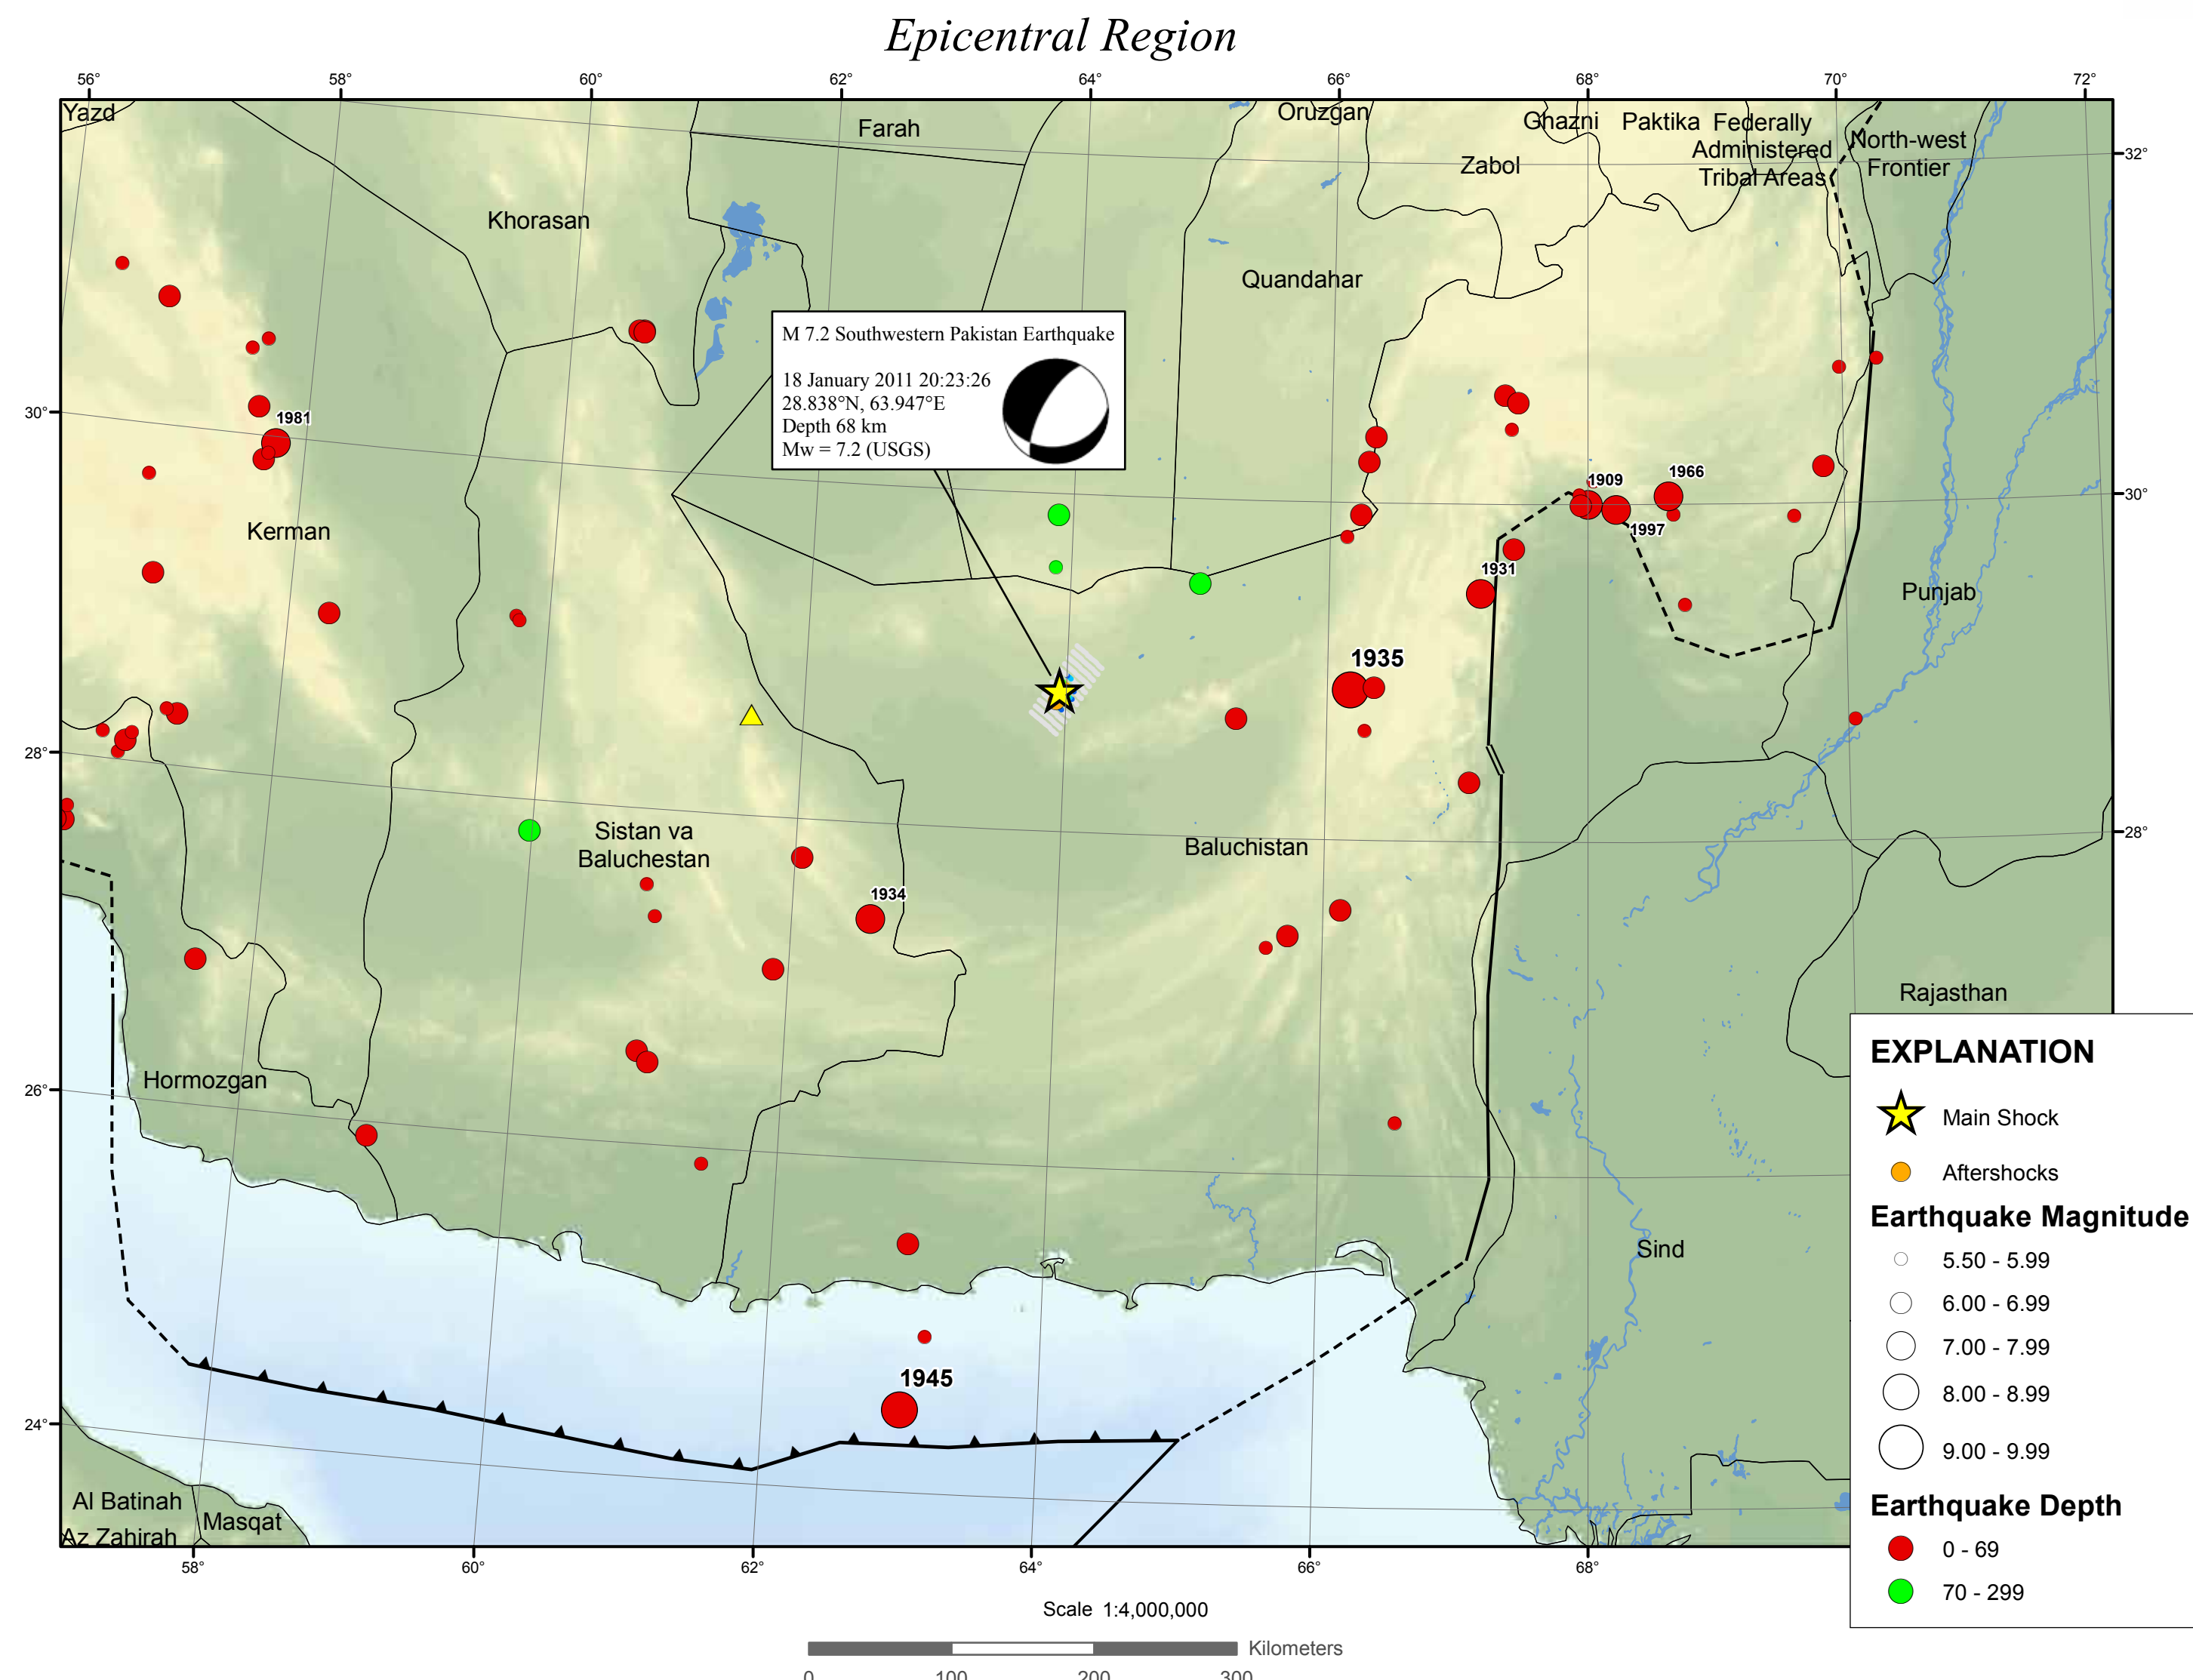 Epicentral Region
56° 58° 60° 62° 64° 66° 68° 70° 72°
Yazd
Farah
Oruzgan
Ghazni
Paktika
Federally
Administered
Tribal Areas
North-west
Frontier
32°
Zabol
Khorasan
Quandahar
M 7.2 Southwestern Pakistan Earthquake
18 January 2011 20:23:26
28.838°N, 63.947°E
Depth 68 km
Mw = 7.2 (USGS)
30°
1981
1909
1966
30°
1997
Kerman
1931
Punjab
1935
28°
28°
Sistan va
Baluchestan
Baluchistan
1934
Rajasthan
26°
Hormozgan
Sind
1945
24°
Al Batinah
Masqat
Az Zahirah
58° 60° 62° 64° 66° 68°
EXPLANATION
Main Shock
Aftershocks
Earthquake Magnitude
5.50 - 5.99
6.00 - 6.99
7.00 - 7.99
8.00 - 8.99
9.00 - 9.99
Earthquake Depth
0 - 69
70 - 299
Scale 1:4,000,000
Kilometers
0 100 200 300